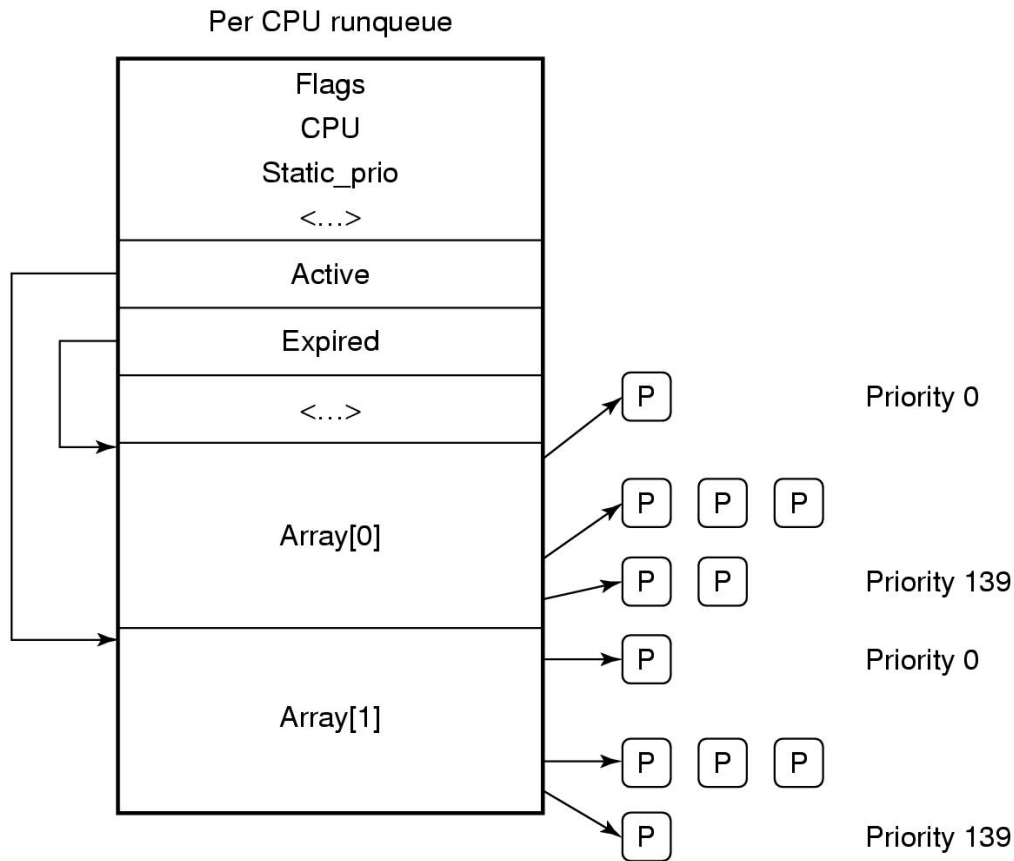 Per CPU runqueue
Flags
CPU
Static_prio
<...>
Active
Expired
<...>
P Priority 0
Array[0]
P P P
P P Priority 139
P Priority 0
Array[1]
P P P
P Priority 139